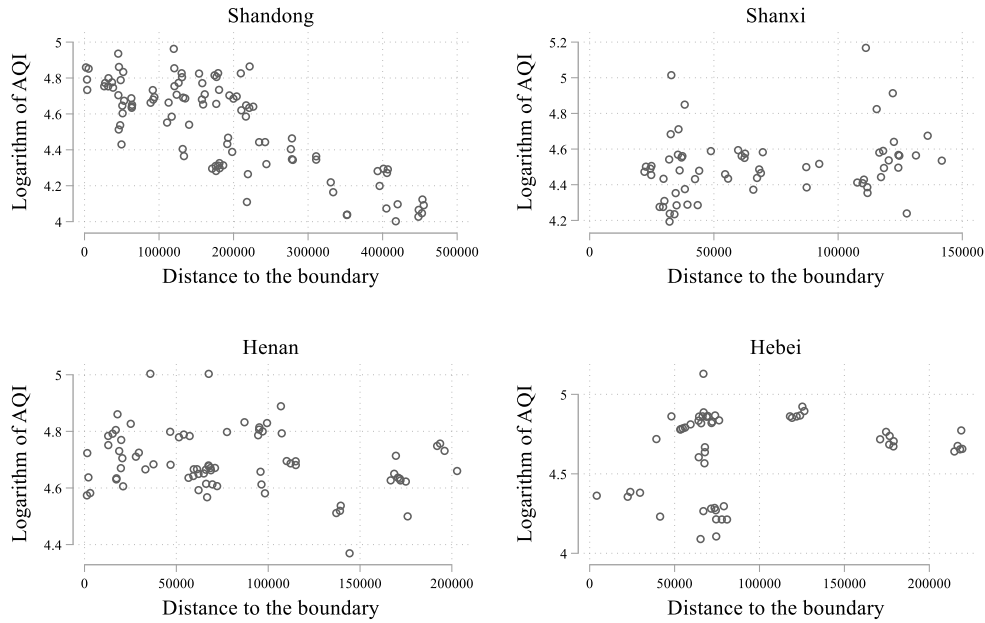 Shandong
Logarithm of AQI
5
4.8
4.6
4.4
4.2
4
0 100000 200000 300000 400000 500000
Distance to the boundary
Shanxi
Logarithm of AQI
5.2
5
4.8
4.6
4.4
4.2
0 50000 100000 150000
Distance to the boundary
Henan
Logarithm of AQI
5
4.8
4.6
4.4
0 50000 100000 150000 200000
Distance to the boundary
Hebei
Logarithm of AQI
5
4.5
4
0 50000 100000 150000 200000
Distance to the boundary